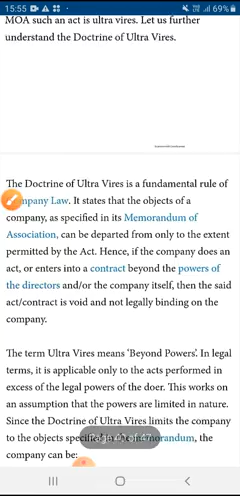 15:55
69%
MOA such an act is ultra vires. Let us further
understand the Doctrine of Ultra Vires.
The Doctrine of Ultra Vires is a fundamental rule of
mpany Law. It states that the objects of a
company, as specified in its Memorandum of
Association, can be departed from only to the extent
permitted by the Act. Hence, if the company does an
act, or enters into a contract beyond the powers of
the directors and/or the company itself, then the said
act/contract is void and not legally binding on the
company.
The term Ultra Vires means ‘Beyond Powers’. In legal
terms, it is applicable only to the acts performed in
excess of the legal powers of the doer. This works on
an assumption that the powers are limited in nature.
Since the Doctrine of Ultra Vires limits the company
to the objects specified in the memorandum, the
company can be:
Page 40 of 47